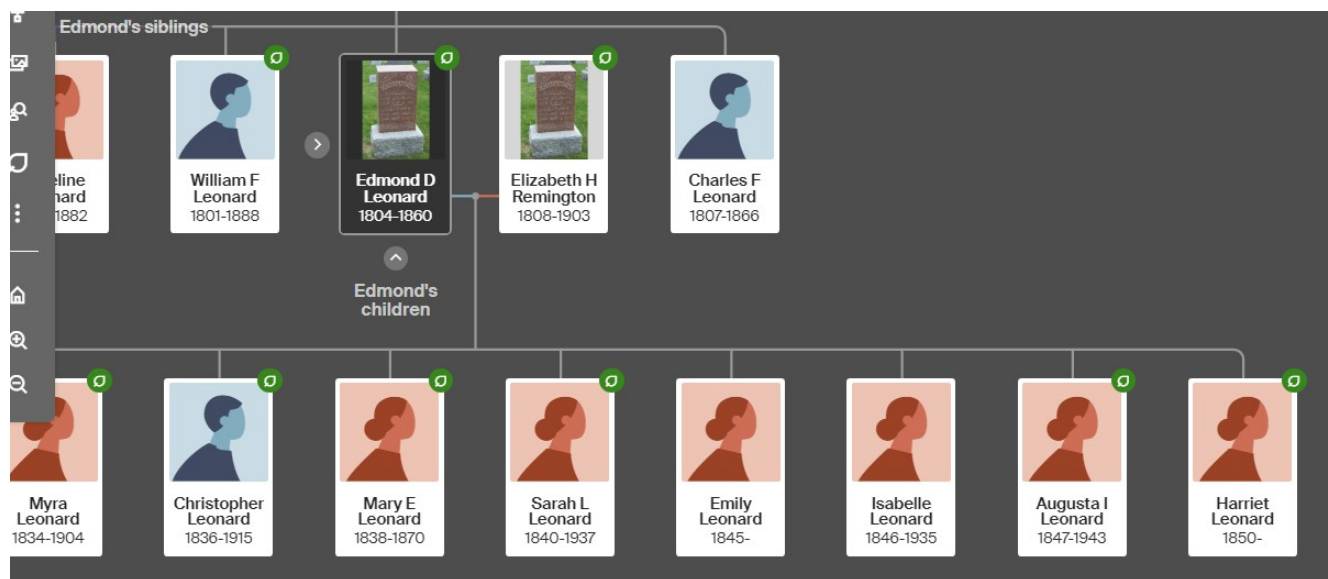 Edmond's siblings
William F
Leonard
1801-1888
Edmond D
Leonard
1804-1860
Elizabeth H
Remington
1808-1903
Charles F
Leonard
1807-1866
1882
Edmond's
children
Myra
Leonard
1834-1904
Christopher
Leonard
1836-1915
Mary E
Leonard
1838-1870
Sarah L
Leonard
1840-1937
Emily
Leonard
1845-
Isabelle
Leonard
1846-1935
Augusta I
Leonard
1847-1943
Harriet
Leonard
1850-